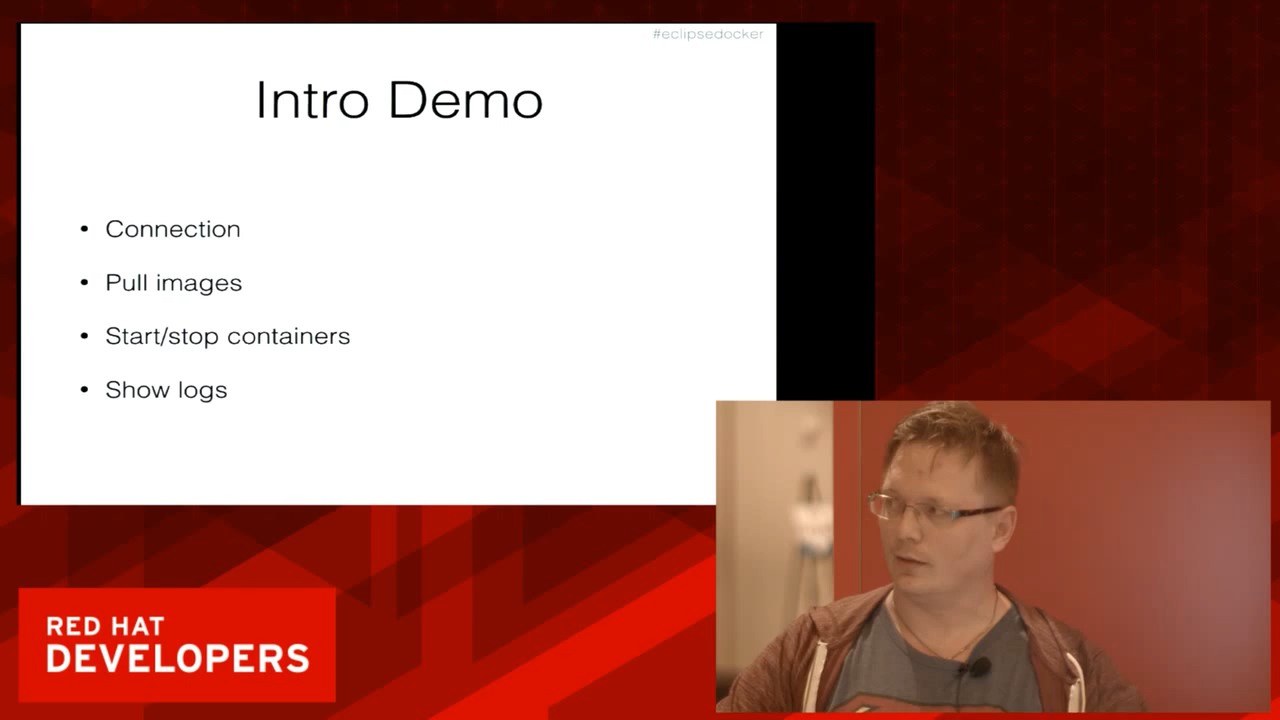 #eclipsedocker
Intro Demo
• Connection
• Pull images
• Start/stop containers
• Show logs
RED HAT
DEVELOPERS